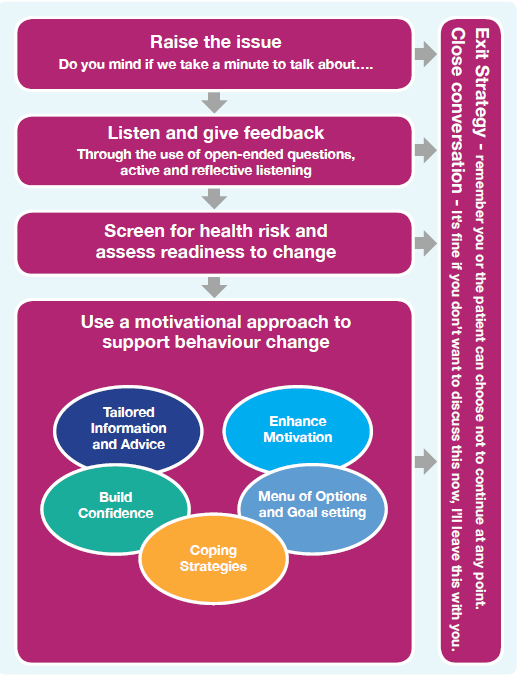 Raise the issue
Do you mind if we take a minute to talk about....
Listen and give feedback
Through the use of open-ended questions,
active and reflective listening
Screen for health risk and
assess readiness to change
Use a motivational approach to
support behaviour change
Tailored
Information
and Advice
Enhance
Motivation
Build
Confidence
Menu of Options
and Goal setting
Coping
Strategies
Exit Strategy - remember you or the patient can choose not to continue at any point.
Close conversation - It's fine if you don't want to discuss this now, I'll leave this with you.